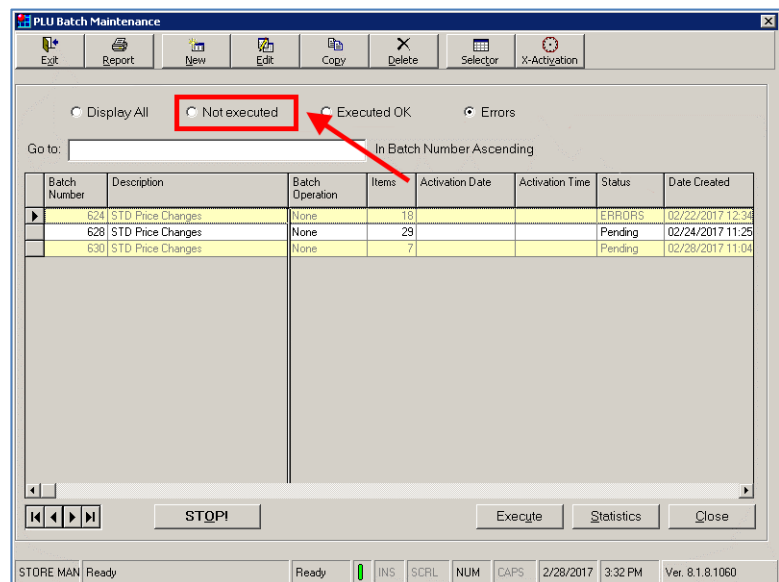 PLU Batch Maintenance
Exit Report New Edit Copy Delete Selector X-Activation
Display All Not executed Executed OK Errors
Go to: In Batch Number Ascending
Batch Number Description Batch Operation Items Activation Date Activation Time Status Date Created
624 STD Price Changes None 18 ERRORS 02/22/2017 12:34
628 STD Price Changes None 29 Pending 02/24/2017 11:25
630 STD Price Changes None 7 02/28/2017 11:04
STOP! Execute Statistics Close
STORE MAN Ready Ready INS SCRL NUM CAPS 2/28/2017 3:32 PM Ver. 8.1.8.1060